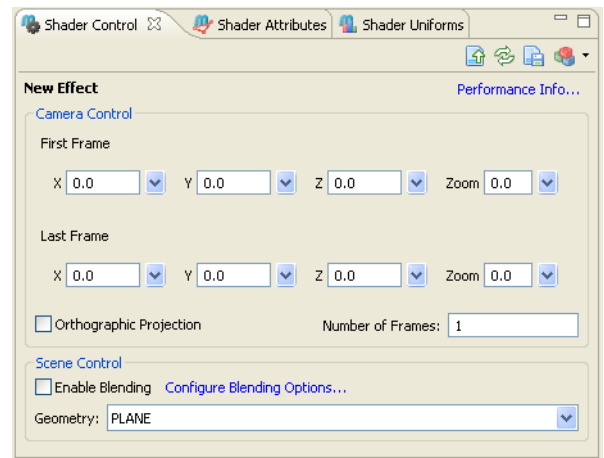 Shader Control Shader Attributes Shader Uniforms
New Effect Performance Info...
Camera Control
First Frame
X 0.0 Y 0.0 Z 0.0 Zoom 0.0
Last Frame
X 0.0 Y 0.0 Z 0.0 Zoom 0.0
Orthographic Projection Number of Frames: 1
Scene Control
Enable Blending Configure Blending Options...
Geometry: PLANE